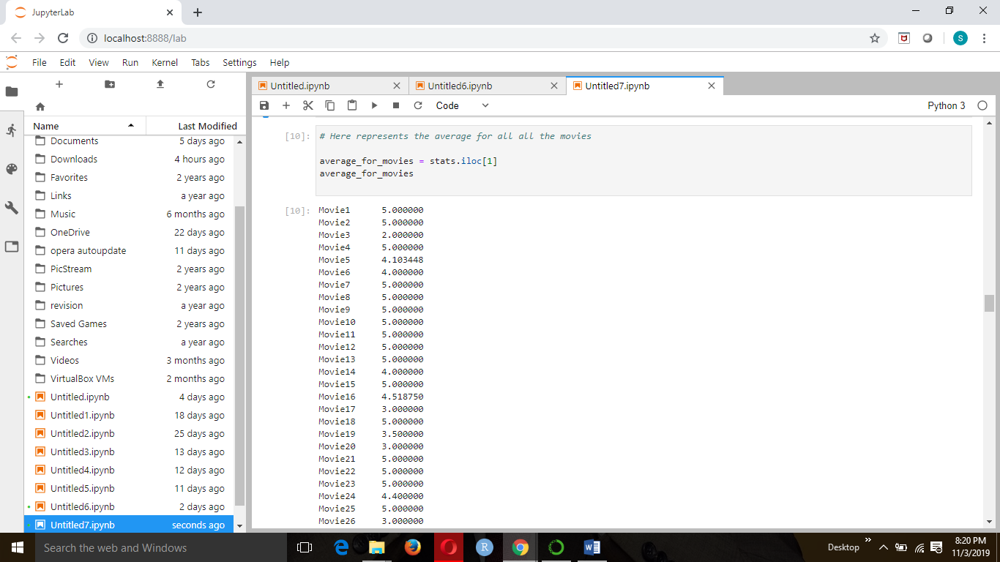 JupyterLab
localhost:8888/lab
S
File Edit View Run Kernel Tabs Settings Help
Untitled.ipynb Untitled6.ipynb Untitled7.ipynb
Code Python 3
Name Last Modified
Documents 5 days ago
Downloads 4 hours ago
Favorites 2 years ago
Links a year ago
Music 6 months ago
OneDrive 22 days ago
opera autoupdate 11 days ago
PicStream 2 years ago
Pictures 2 years ago
revision a year ago
Saved Games 2 years ago
Searches a year ago
Videos 3 months ago
VirtualBox VMs 2 months ago
Untitled.ipynb 4 days ago
Untitled1.ipynb 18 days ago
Untitled2.ipynb 25 days ago
Untitled3.ipynb 13 days ago
Untitled4.ipynb 12 days ago
Untitled5.ipynb 11 days ago
Untitled6.ipynb 2 days ago
Untitled7.ipynb seconds ago
[10]: # Here represents the average for all all the movies
average_for_movies = stats.iloc[1]
average_for_movies
[10]: Movie1 5.000000
Movie2 5.000000
Movie3 2.000000
Movie4 5.000000
Movie5 4.103448
Movie6 4.000000
Movie7 5.000000
Movie8 5.000000
Movie9 5.000000
Movie10 5.000000
Movie11 5.000000
Movie12 5.000000
Movie13 5.000000
Movie14 4.000000
Movie15 5.000000
Movie16 4.518750
Movie17 3.000000
Movie18 5.000000
Movie19 3.500000
Movie20 3.000000
Movie21 5.000000
Movie22 5.000000
Movie23 5.000000
Movie24 4.400000
Movie25 5.000000
Movie26 3.000000
Search the web and Windows
R
Desktop
8:20 PM
11/3/2019